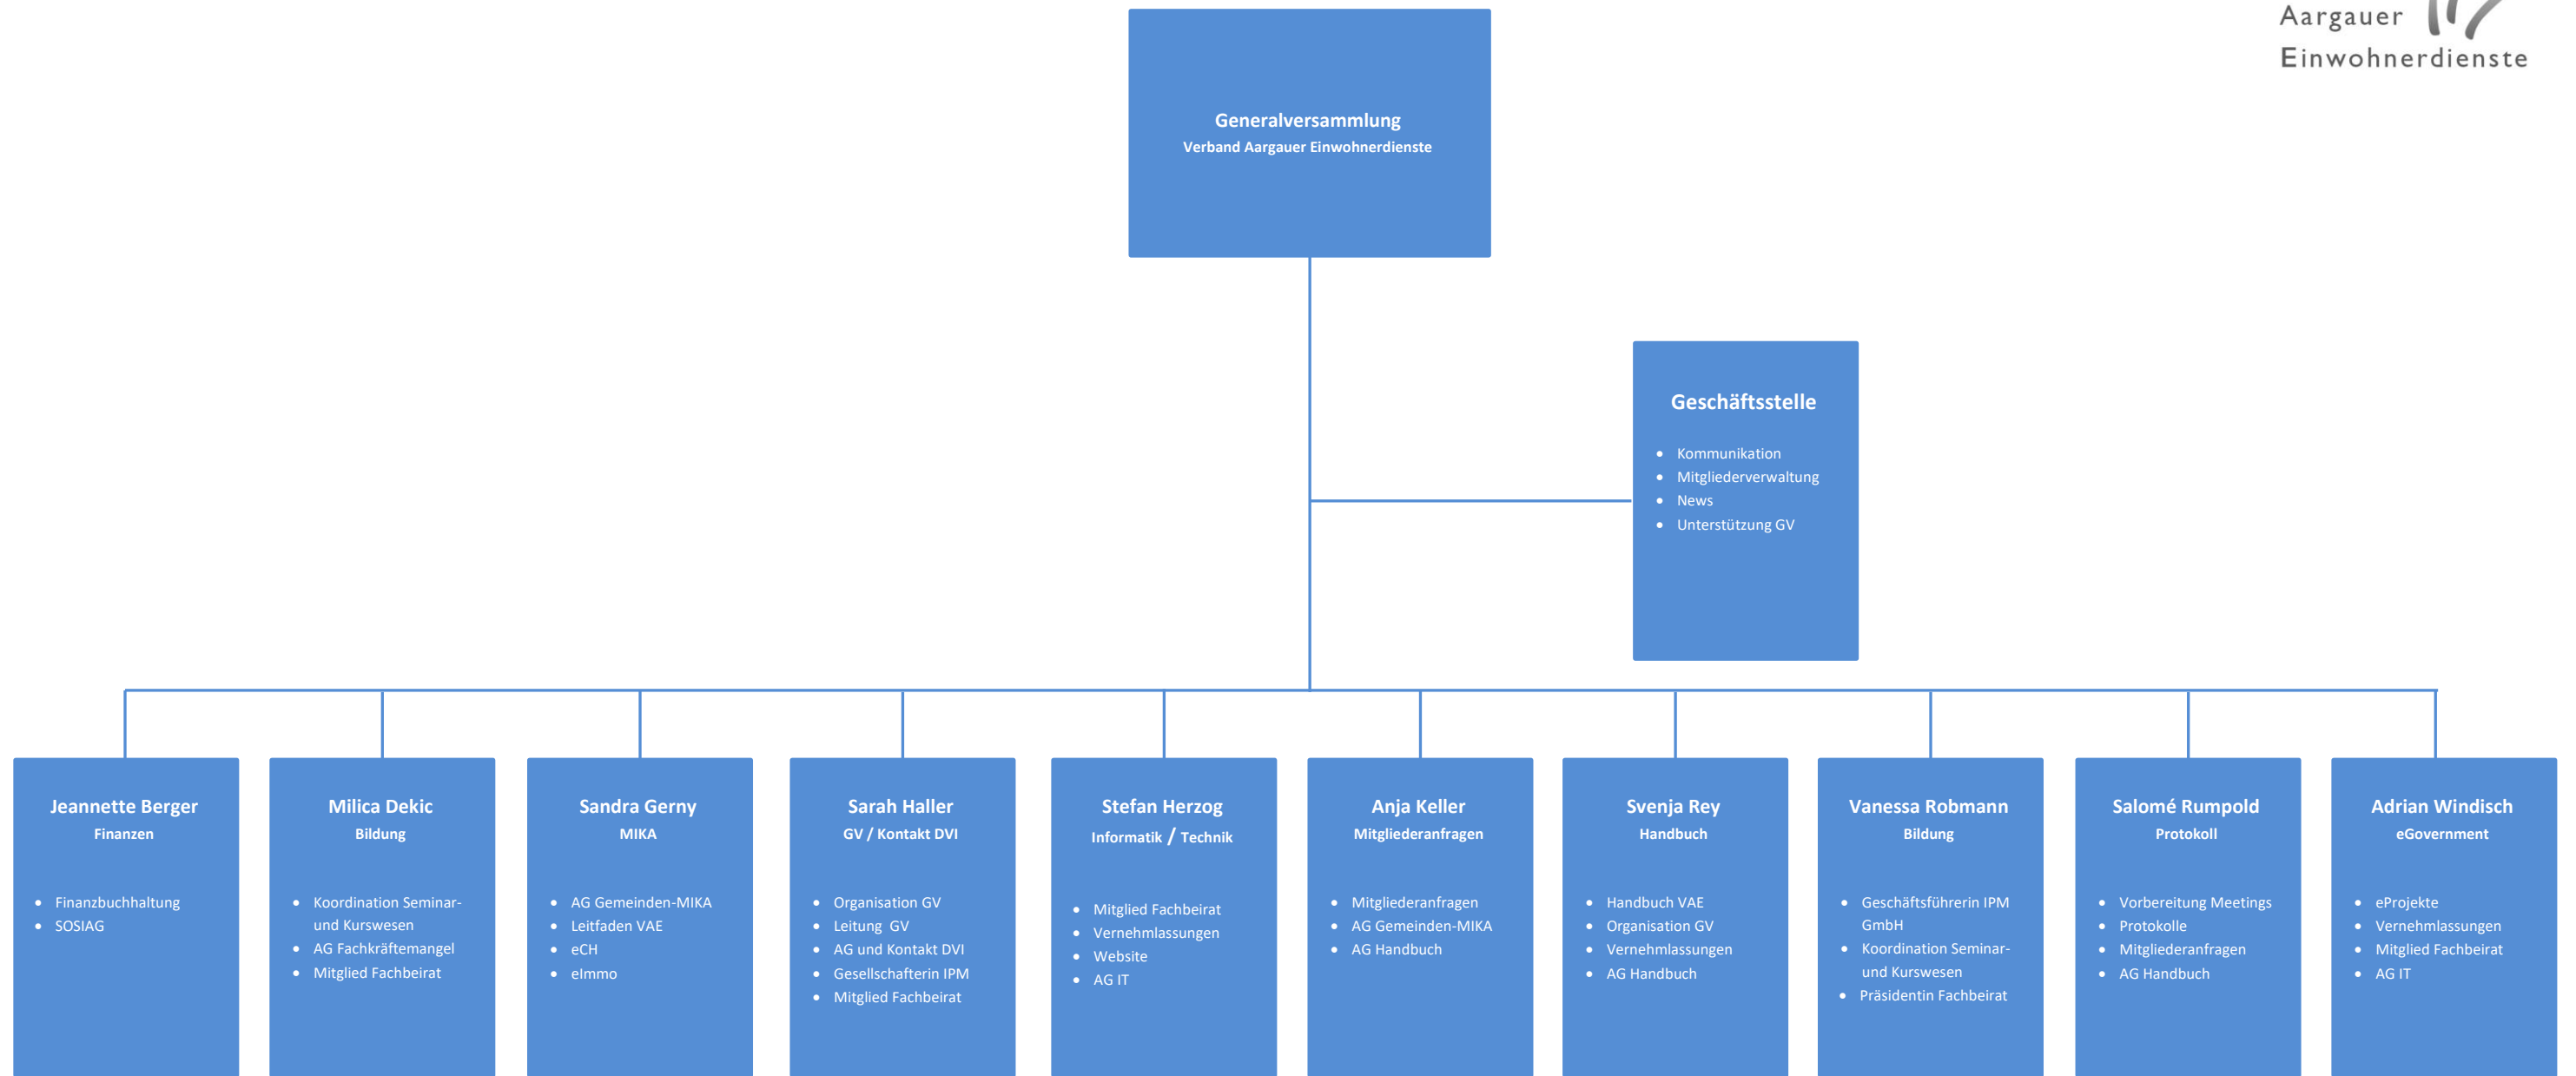 Aargauer
Einwohnerdienste
Generalversammlung
Verband Aargauer Einwohnerdienste
Geschäftsstelle
• Kommunikation
• Mitgliederverwaltung
• News
• Unterstützung GV
Jeannette Berger
Finanzen
• Finanzbuchhaltung
• SOSIAG
Milica Dekic
Bildung
• Koordination Seminar-
und Kurswesen
• AG Fachkräftemangel
• Mitglied Fachbeirat
Sandra Gerny
MIKA
• AG Gemeinden-MIKA
• Leitfaden VAE
• eCH
• eImmo
Sarah Haller
GV / Kontakt DVI
• Organisation GV
• Leitung GV
• AG und Kontakt DVI
• Gesellschafterin IPM
• Mitglied Fachbeirat
Stefan Herzog
Informatik / Technik
• Mitglied Fachbeirat
• Vernehmlassungen
• Website
• AG IT
Anja Keller
Mitgliederanfragen
• Mitgliederanfragen
• AG Gemeinden-MIKA
• AG Handbuch
Svenja Rey
Handbuch
• Handbuch VAE
• Organisation GV
• Vernehmlassungen
• AG Handbuch
Vanessa Robmann
Bildung
• Geschäftsführerin IPM
GmbH
• Koordination Seminar-
und Kurswesen
• Präsidentin Fachbeirat
Salomé Rumpold
Protokoll
• Vorbereitung Meetings
• Protokolle
• Mitgliederanfragen
• AG Handbuch
Adrian Windisch
eGovernment
• eProjekte
• Vernehmlassungen
• Mitglied Fachbeirat
• AG IT